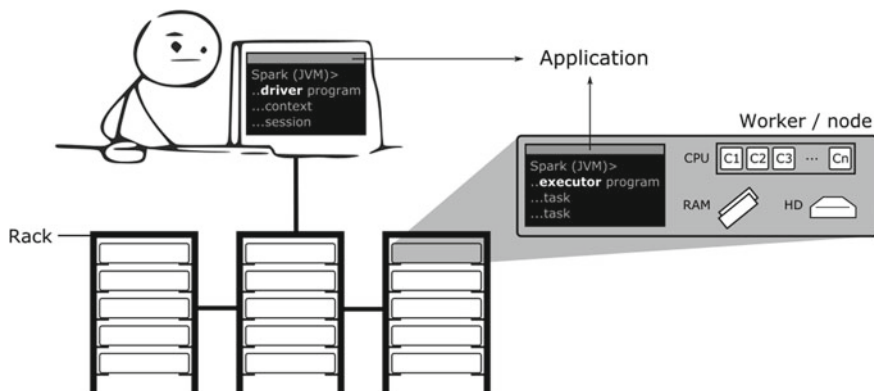 Application
Spark (JVM)>
..driver program
...context
...session
Worker / node
Spark (JVM)>
..executor program
...task
...task
CPU C1 C2 C3 ... Cn
RAM HD
Rack